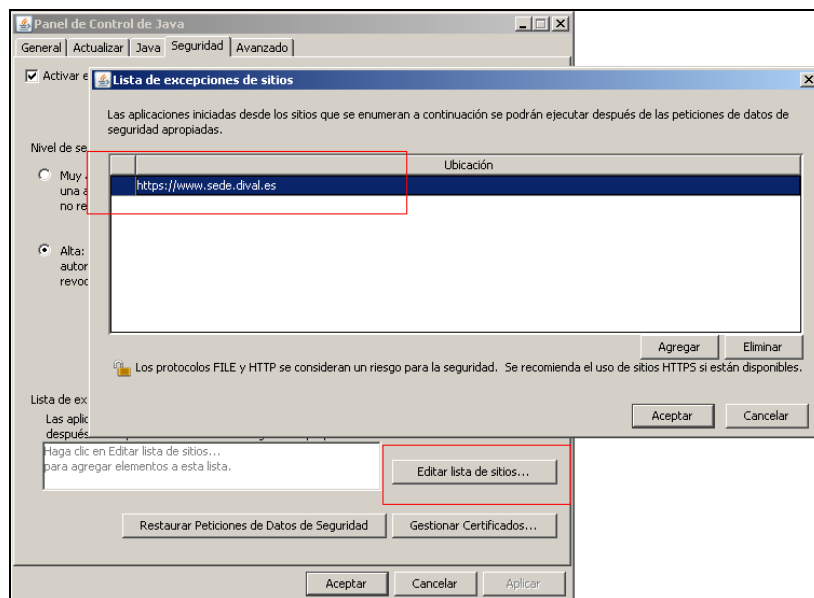 Panel de Control de Java
General Actualizar Java Seguridad Avanzado
Activar e
Lista de excepciones de sitios
Las aplicaciones iniciadas desde los sitios que se enumeran a continuación se podrán ejecutar después de las peticiones de datos de
seguridad apropiadas.
Nivel de se
Ubicación
https://www.sede.dival.es
Muy
una a
no re
Alta:
autor
revoc
Agregar Eliminar
Los protocolos FILE y HTTP se consideran un riesgo para la seguridad. Se recomienda el uso de sitios HTTPS si están disponibles.
Aceptar Cancelar
Lista de ex
Las aplic
después
Haga clic en Editar lista de sitios...
para agregar elementos a esta lista.
Editar lista de sitios...
Restaurar Peticiones de Datos de Seguridad Gestionar Certificados...
Aceptar Cancelar Aplicar